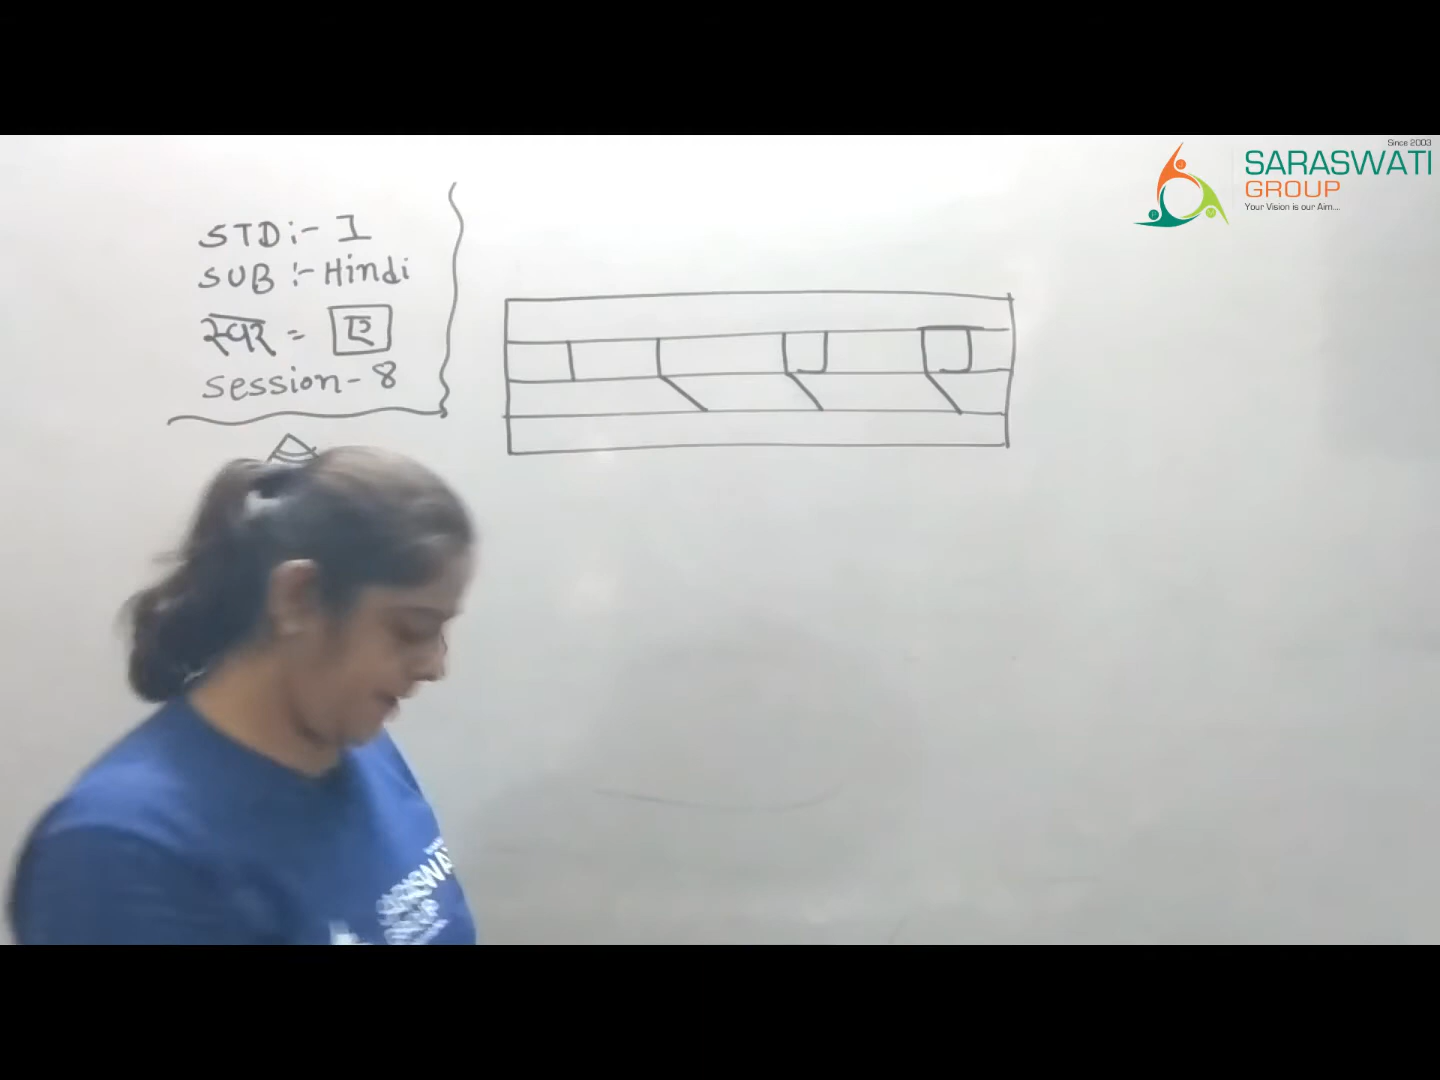 STD:- I
SUB:- Hindi
स्वर = ए
Session - 8
Since 2003
SARASWATI
GROUP
Your Vision is our Aim....